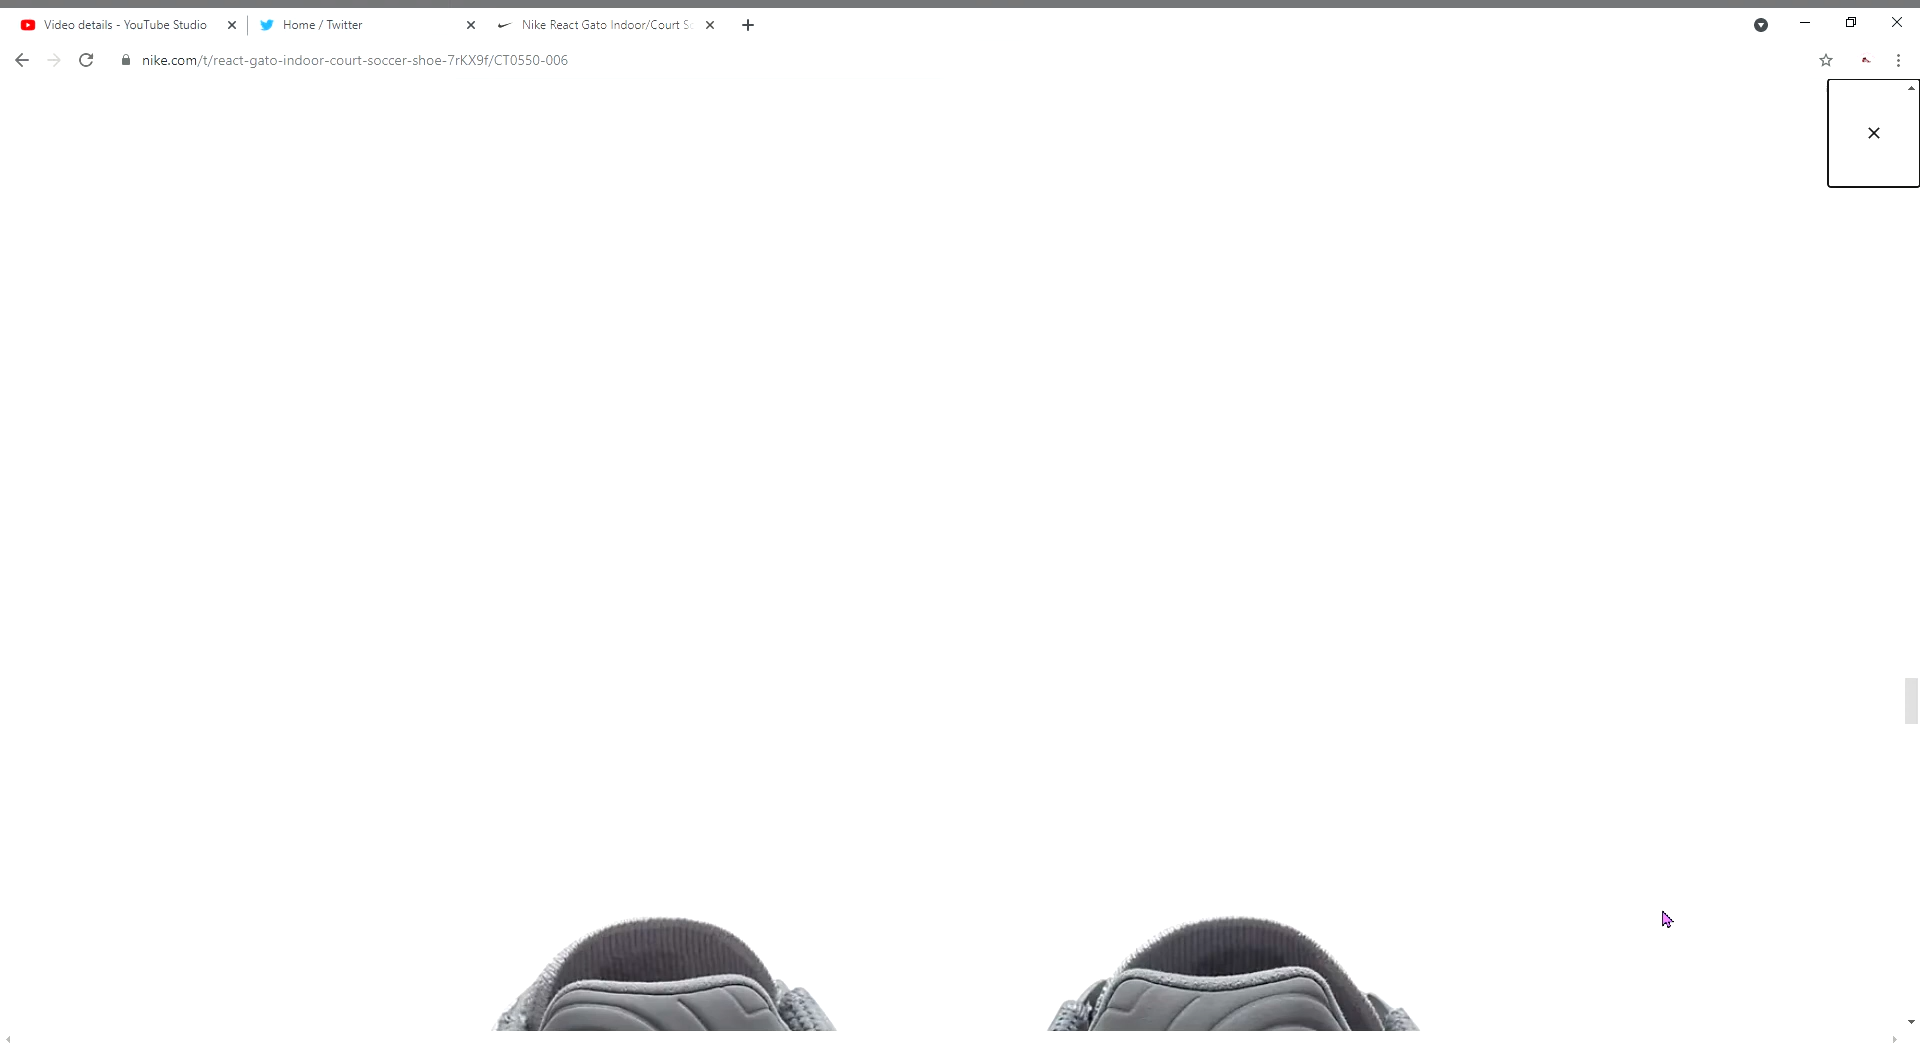 Video details - YouTube Studio
Home / Twitter
Nike React Gato Indoor/Court So
nike.com/t/react-gato-indoor-court-soccer-shoe-7rKX9f/CT0550-006